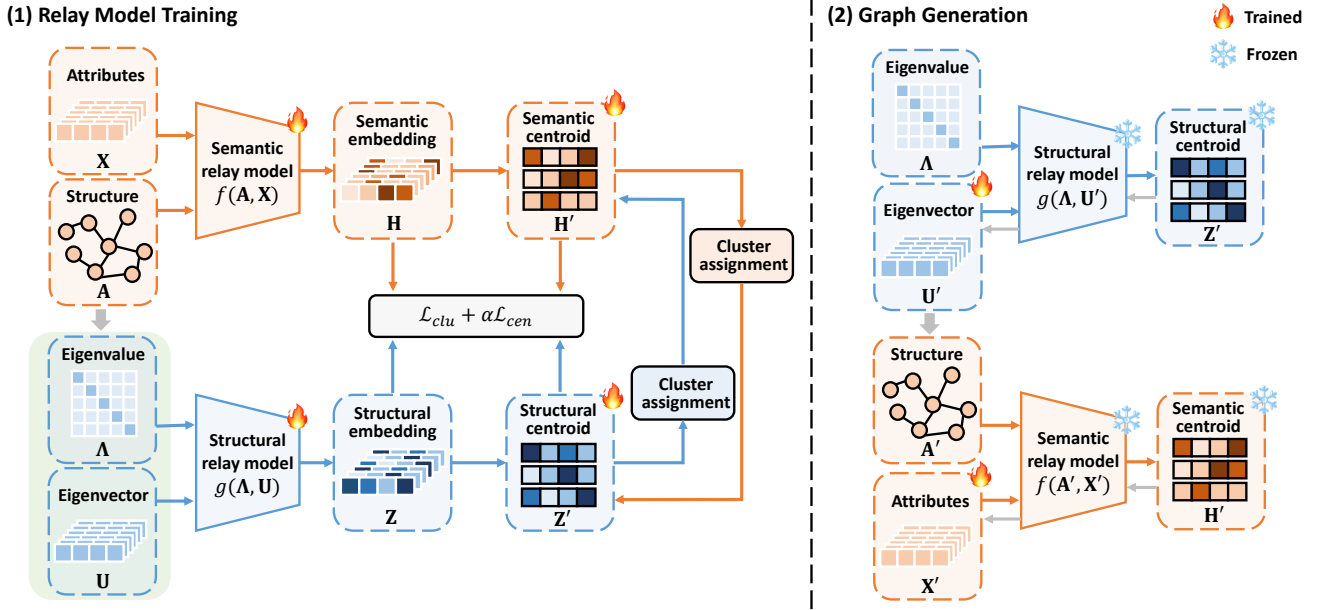 (1) Relay Model Training
Attributes
X
Structure
A
Semantic
relay model
f(A, X)
Semantic
embedding
H
Semantic
centroid
H′
Cluster
assignment
ℒclu + αℒcen
Cluster
assignment
Eigenvalue
Λ
Eigenvector
U
Structural
relay model
g(Λ, U)
Structural
embedding
Z
Structural
centroid
Z′
(2) Graph Generation
Trained
Frozen
Eigenvalue
Λ
Eigenvector
U′
Structural
relay model
g(Λ, U′)
Structural
centroid
Z′
Structure
A′
Attributes
X′
Semantic
relay model
f(A′, X′)
Semantic
centroid
H′